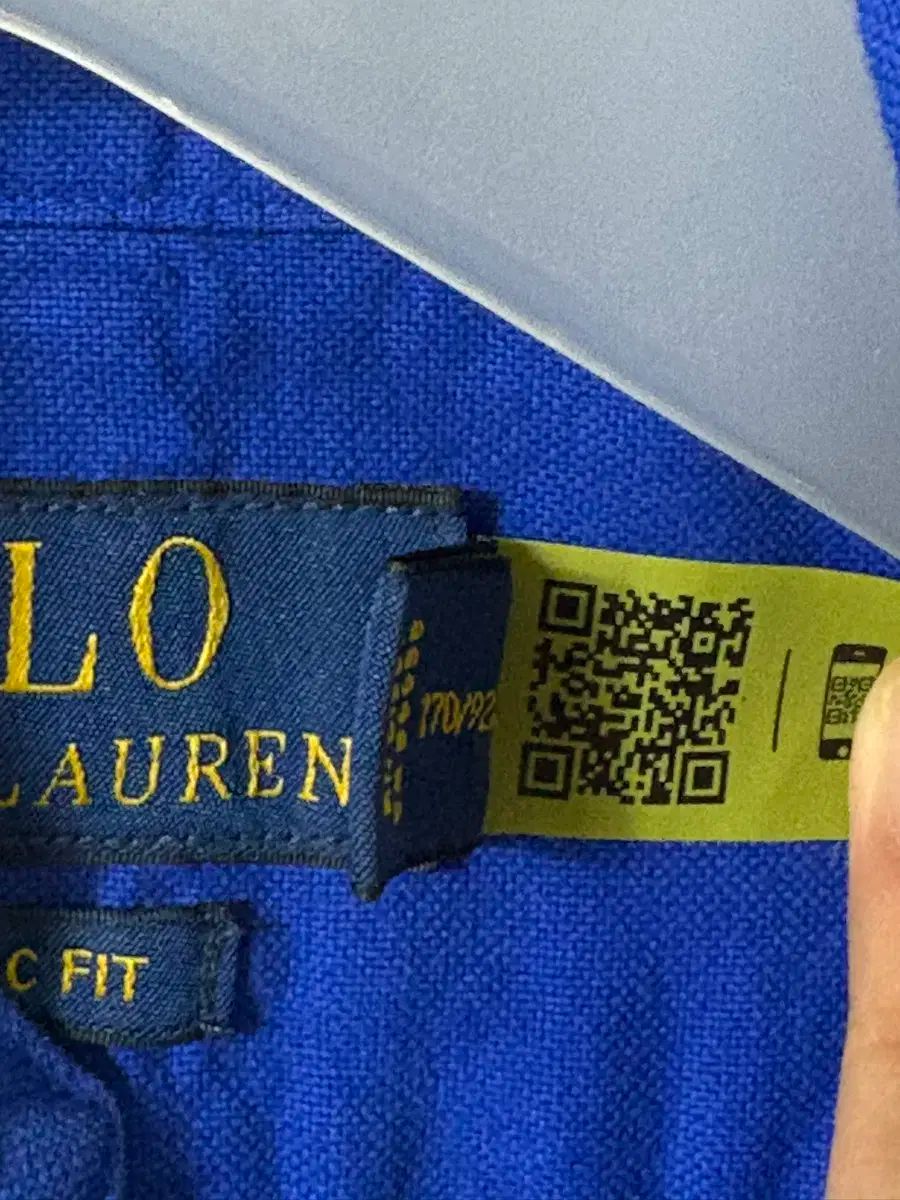 LO
LAUREN
170/92
C FIT